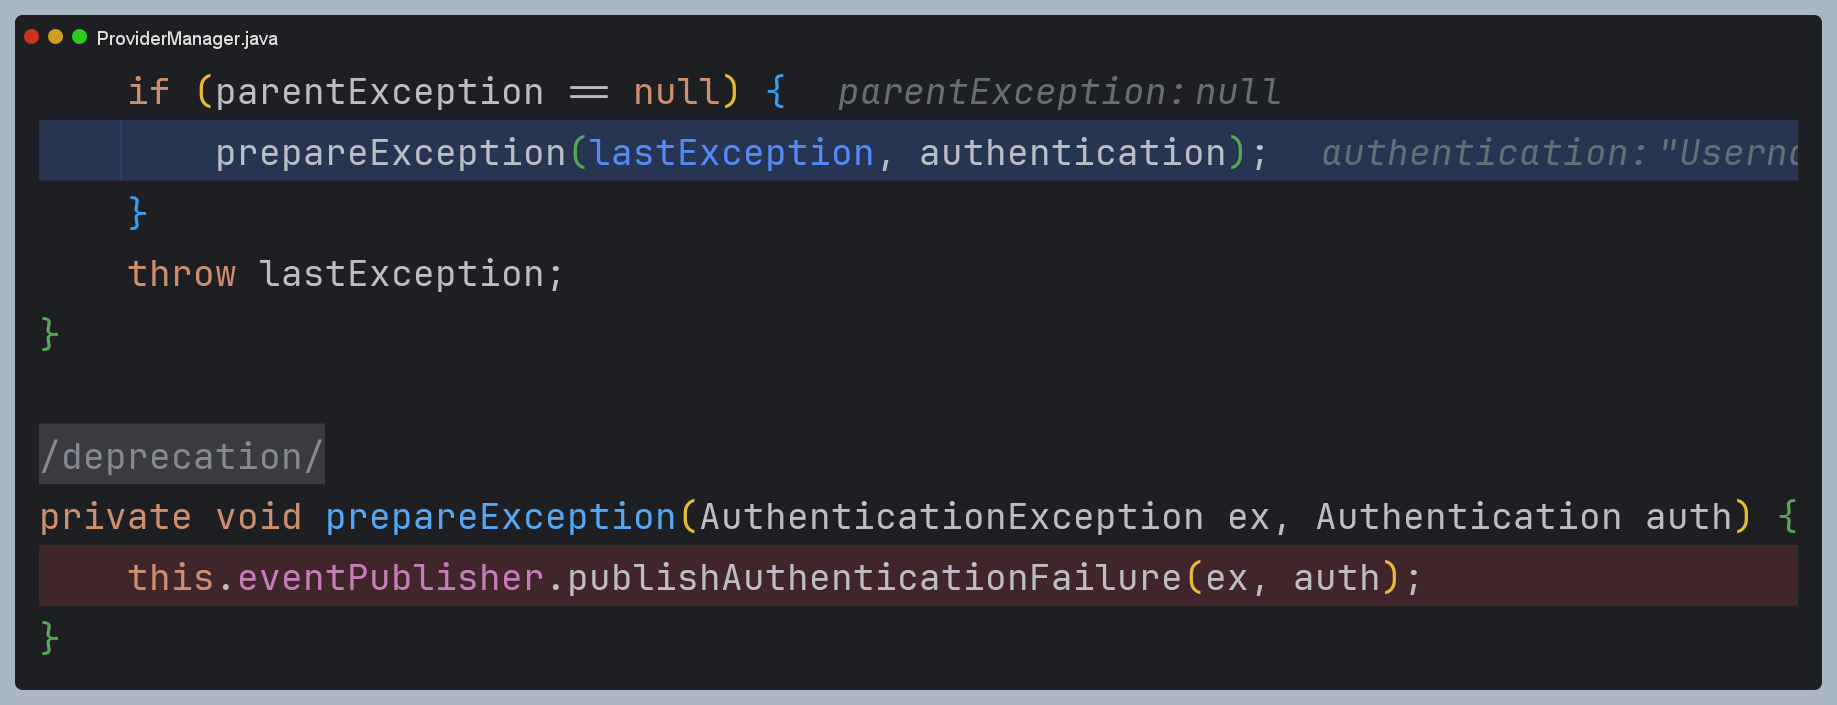 ProviderManager.java
if (parentException == null) { parentException: null
prepareException(lastException, authentication); authentication:
}
throw lastException;
}
/deprecation/
private void prepareException(AuthenticationException ex, Authentication auth) {
this.eventPublisher.publishAuthenticationFailure(ex, auth);
}